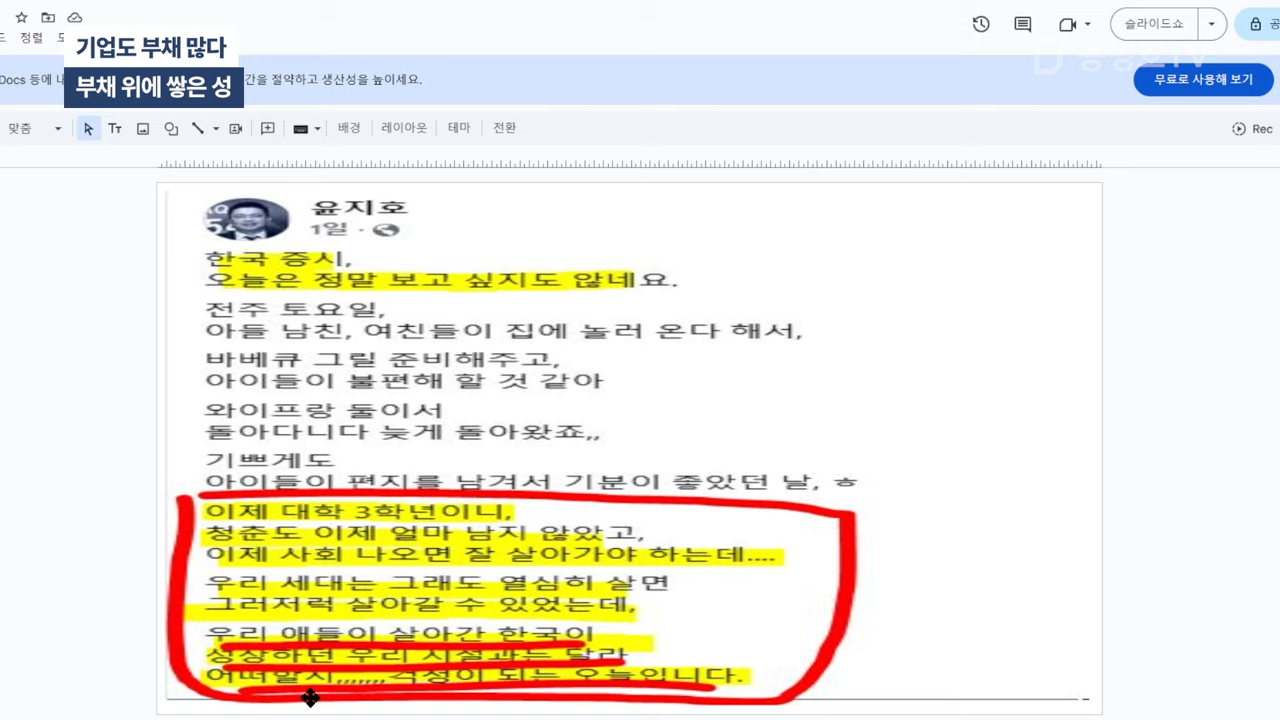 정렬
기업도 부채 많다
부채 위에 쌓은 성
슬라이드쇼
Docs 등에
간을 절약하고 생산성을 높이세요.
무료로 사용해 보기
맞춤
배경
레이아웃
테마
전환
Rec
윤지호
1일 ·
한국 증시,
오늘은 정말 보고 싶지도 않네요.
전주 토요일,
아들 남친, 여친들이 집에 놀러 온다 해서,
바베큐 그릴 준비해주고,
아이들이 불편해 할 것 같아
와이프랑 둘이서
돌아다니다 늦게 돌아왔죠,,
기쁘게도
아이들이 편지를 남겨서 기분이 좋았던 날, ㅎ
이제 대학 3학년이니,
청춘도 이제 얼마 남지 않았고,
이제 사회 나오면 잘 살아가야 하는데....
우리 세대는 그래도 열심히 살면
그러저럭 살아갈 수 있었는데,
우리 애들이 살아간 한국이
성상하던 우리 시설과는 달라
어떠할지,,,,,,,걱정이 되는 오늘입니다.